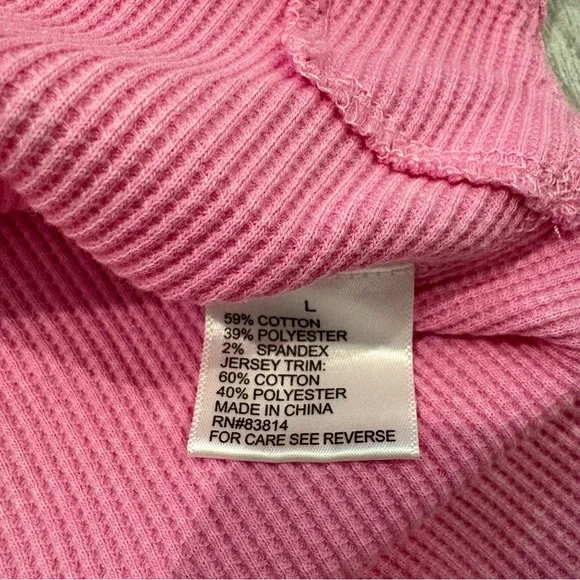 L
59% COTTON
39% POLYESTER
2% SPANDEX
JERSEY TRIM:
60% COTTON
40% POLYESTER
MADE IN CHINA
RN#83814
FOR CARE SEE REVERSE